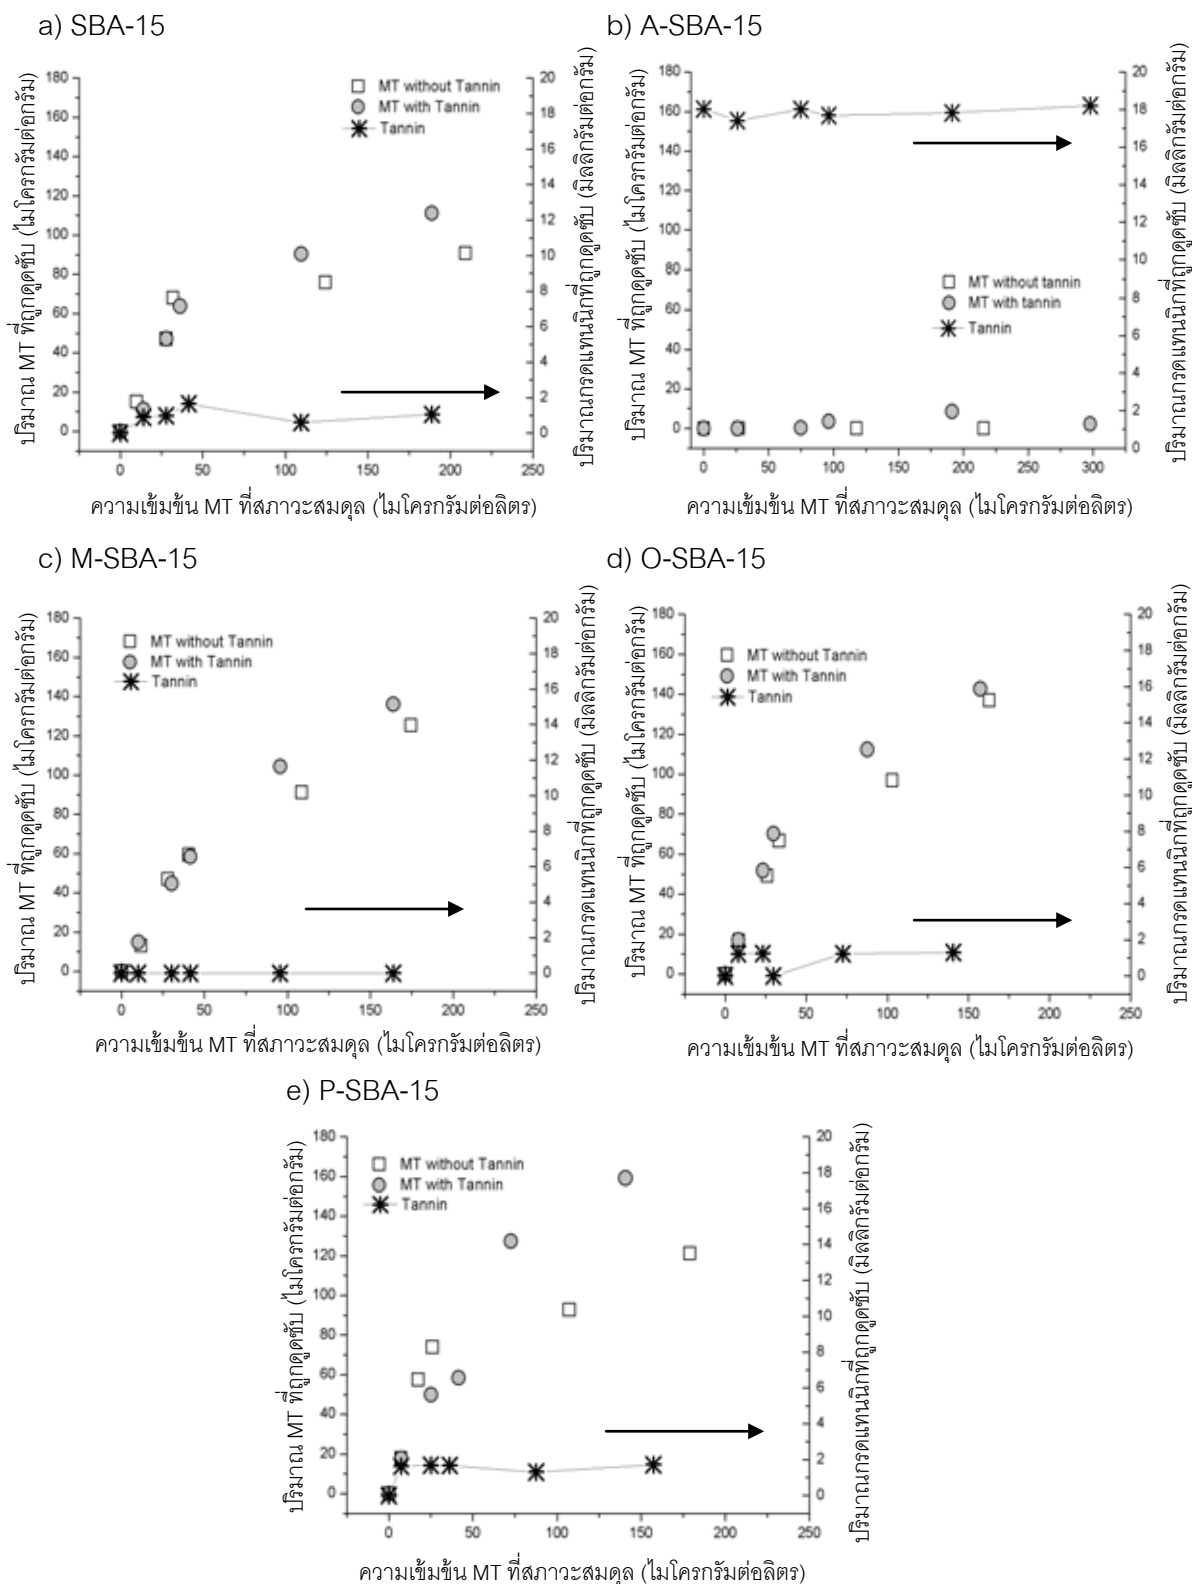 a) SBA-15
ปริมาณ MT ที่ถูกดูดซับ (ไมโครกรัมต่อกรัม)
180
160
140
120
100
80
60
40
20
0
MT without Tannin
MT with Tannin
Tannin
20
18
16
14
12
10
8
6
4
2
0
ปริมาณกรดแทนนิกที่ถูกดูดซับ (มิลลิกรัมต่อกรัม)
0 50 100 150 200 250
ความเข้มข้น MT ที่สภาวะสมดุล (ไมโครกรัมต่อลิตร)
b) A-SBA-15
ปริมาณ MT ที่ถูกดูดซับ (ไมโครกรัมต่อกรัม)
180
160
140
120
100
80
60
40
20
0
MT without tannin
MT with tannin
Tannin
20
18
16
14
12
10
8
6
4
2
0
ปริมาณกรดแทนนิกที่ถูกดูดซับ (มิลลิกรัมต่อกรัม)
0 50 100 150 200 250 300
ความเข้มข้น MT ที่สภาวะสมดุล (ไมโครกรัมต่อลิตร)
c) M-SBA-15
ปริมาณ MT ที่ถูกดูดซับ (ไมโครกรัมต่อกรัม)
180
160
140
120
100
80
60
40
20
0
MT without Tannin
MT with Tannin
Tannin
20
18
16
14
12
10
8
6
4
2
0
ปริมาณกรดแทนนิกที่ถูกดูดซับ (มิลลิกรัมต่อกรัม)
0 50 100 150 200 250
ความเข้มข้น MT ที่สภาวะสมดุล (ไมโครกรัมต่อลิตร)
d) O-SBA-15
ปริมาณ MT ที่ถูกดูดซับ (ไมโครกรัมต่อกรัม)
180
160
140
120
100
80
60
40
20
0
MT without Tannin
MT with Tannin
Tannin
20
18
16
14
12
10
8
6
4
2
0
ปริมาณกรดแทนนิกที่ถูกดูดซับ (มิลลิกรัมต่อกรัม)
0 50 100 150 200 250
ความเข้มข้น MT ที่สภาวะสมดุล (ไมโครกรัมต่อลิตร)
e) P-SBA-15
ปริมาณ MT ที่ถูกดูดซับ (ไมโครกรัมต่อกรัม)
180
160
140
120
100
80
60
40
20
0
MT without Tannin
MT with Tannin
Tannin
20
18
16
14
12
10
8
6
4
2
0
ปริมาณกรดแทนนิกที่ถูกดูดซับ (มิลลิกรัมต่อกรัม)
0 50 100 150 200 250
ความเข้มข้น MT ที่สภาวะสมดุล (ไมโครกรัมต่อลิตร)